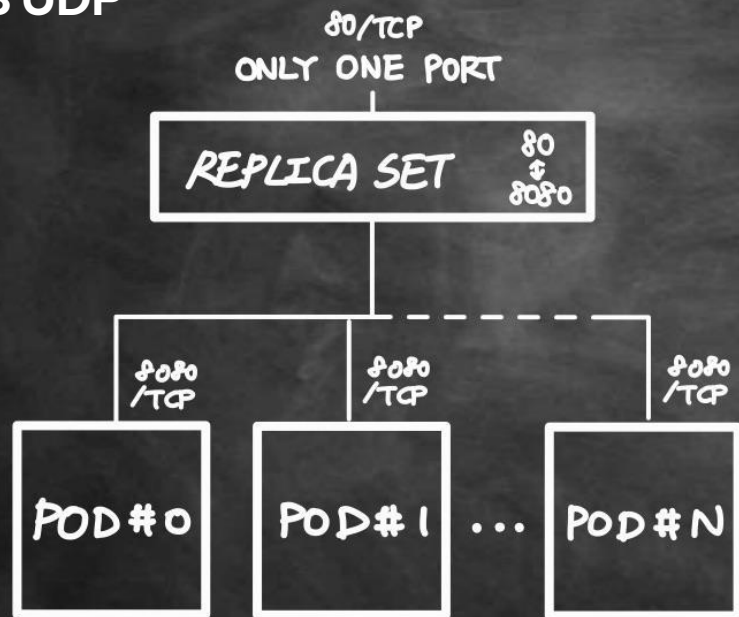 UDP
80/TCP
ONLY ONE PORT
REPLICA SET
80
↕
8080
8080
/TCP
8080
/TCP
8080
/TCP
POD#0
POD#1
...
POD#N